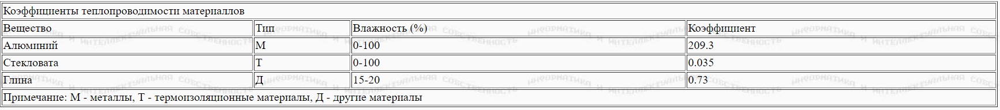 Коэффициенты теплопроводимости материаллов
Вещество Тип Влажность (%) Коэффициент
Алюминий М 0-100 209.3
Стекловата Т 0-100 0.035
Глина Д 15-20 0.73
Примечание: М - металлы, Т - термоизоляционные материалы, Д - другие материалы